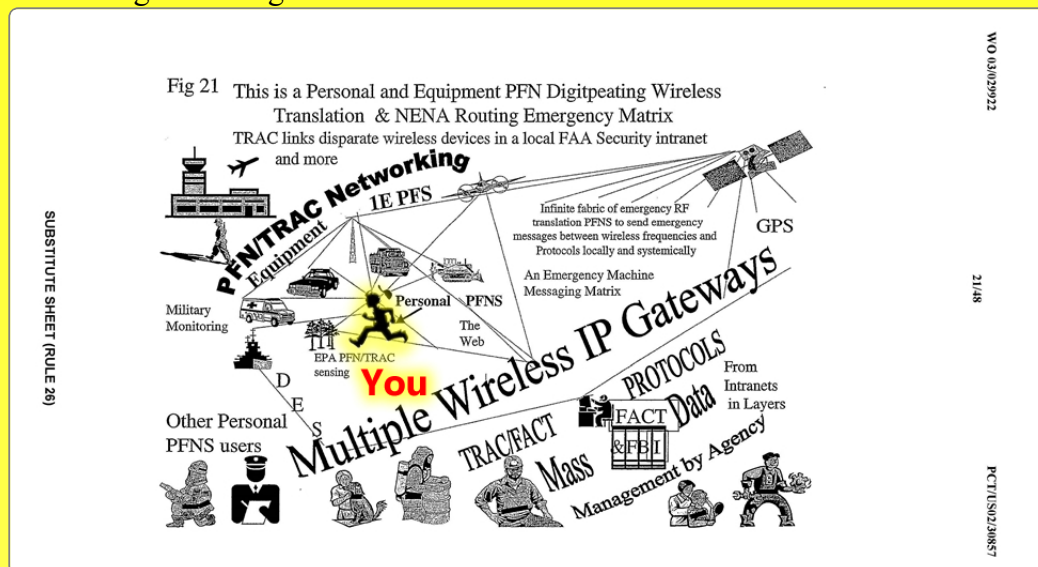 WO 03/029922
PCT/US02/30857
21/48
SUBSTITUTE SHEET (RULE 26)
Fig 21
This is a Personal and Equipment PFN Digitpeating Wireless
Translation & NENA Routing Emergency Matrix
TRAC links disparate wireless devices in a local FAA Security intranet
and more
PFN/TRAC Networking
1E PFS
Equipment
Infinite fabric of emergency RF
translation PFNS to send emergency
messages between wireless frequencies and
Protocols locally and systemically
GPS
An Emergency Machine
Messaging Matrix
Personal PFNS
Military
Monitoring
The
Web
EPA PFN/TRAC
sensing
You
D
E
S
Multiple Wireless IP Gateways
Other Personal
PFNS users
PROTOCOLS
Data
From
Intranets
in Layers
FACT
&FBI
TRAC/FACT
Mass
Management by Agency